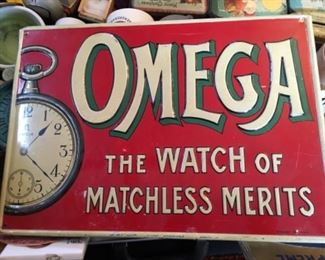 OMEGA
THE WATCH OF
MATCHLESS MERITS